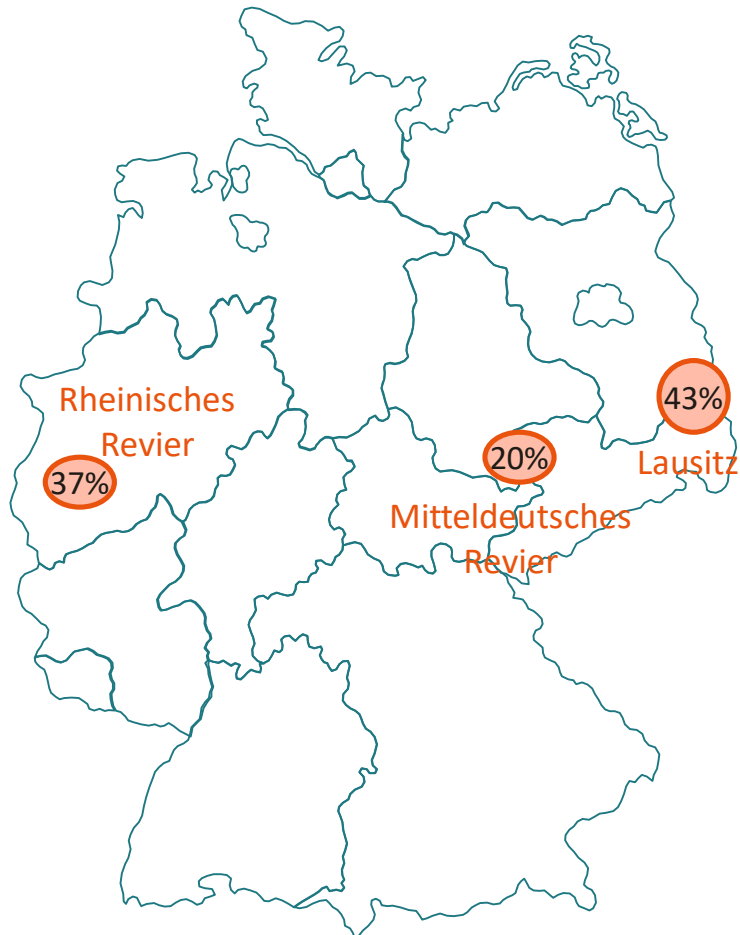 Rheinisches
Revier
37%
43%
Lausitz
20%
Mitteldeutsches
Revier